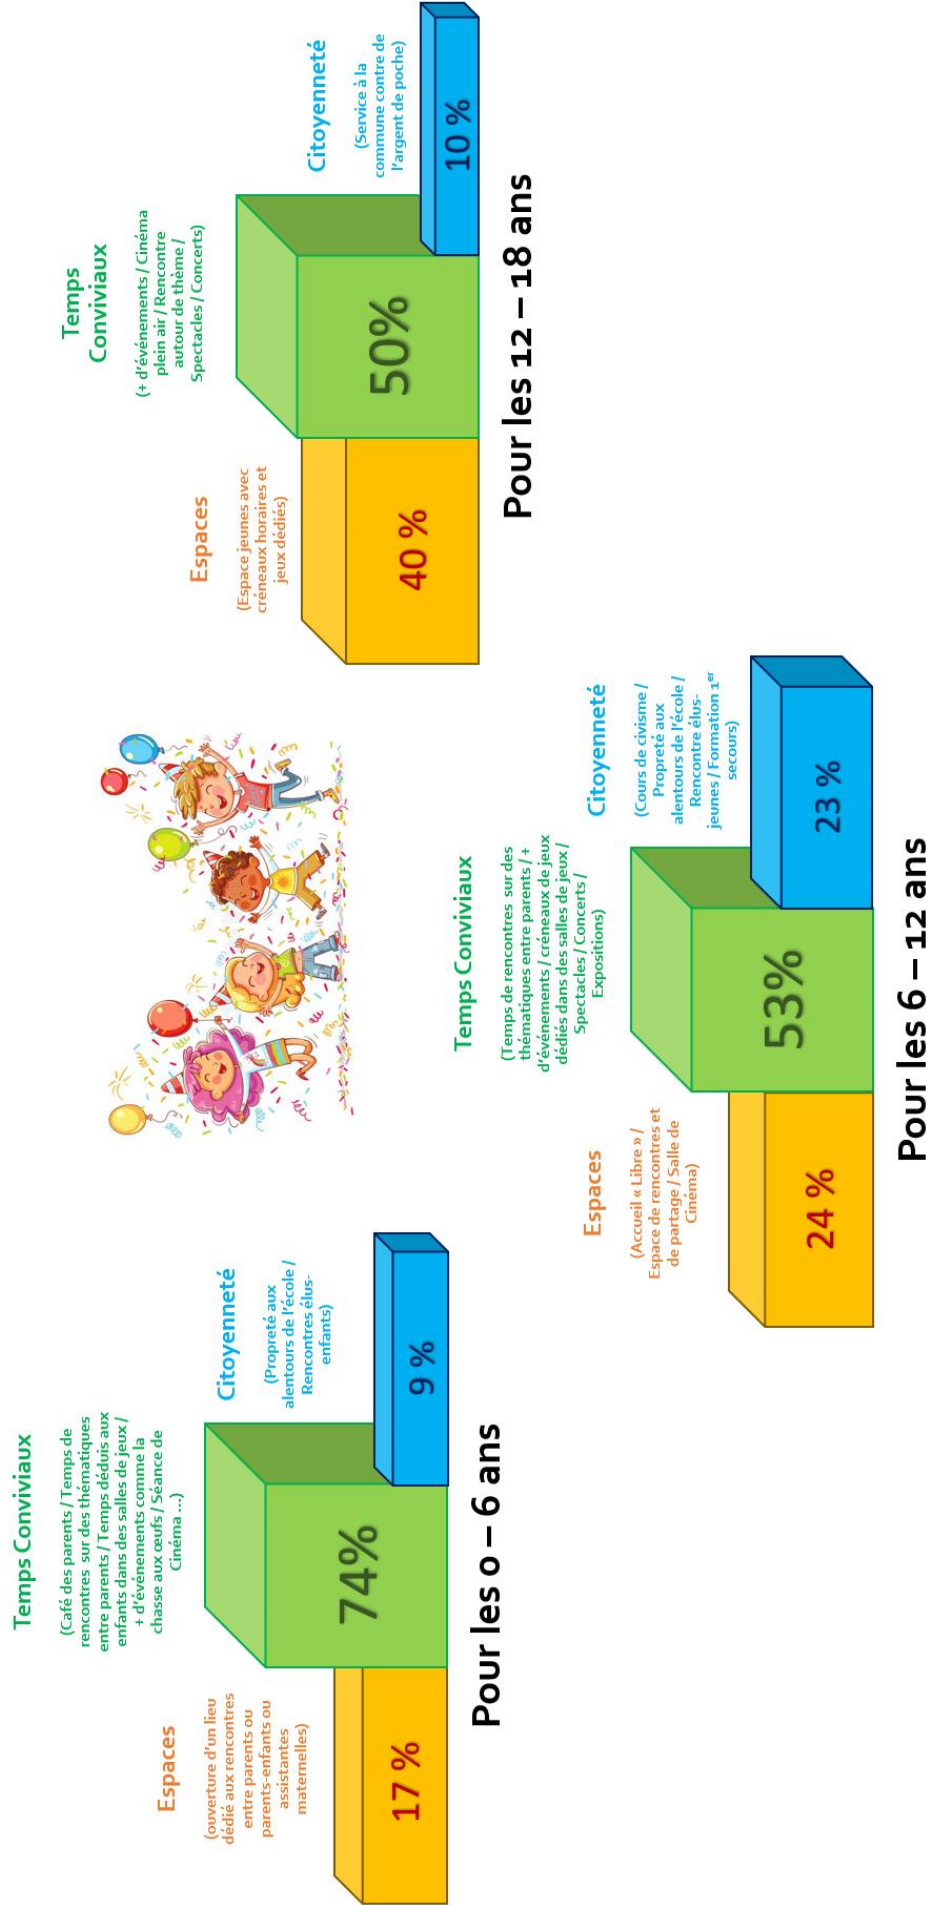 Temps Conviviaux
(Café des parents / Temps de
rencontres sur des thématiques
entre parents / Temps déduis aux
enfants dans des salles de jeux /
+ d'événements comme la
chasse aux œufs / Séance de
Cinéma ...)
Espaces
(ouverture d'un lieu
dédié aux rencontres
entre parents ou
parents-enfants ou
assistantes
maternelles)
Citoyenneté
(Propreté aux
alentours de l'école /
Rencontres élus-
enfants)
17 %
74%
9 %
Pour les 0 – 6 ans
Temps
Conviviaux
(+ d'événements / Cinéma
plein air / Rencontre
autour de thème /
Spectacles / Concerts)
Espaces
(Espace jeunes avec
créneaux horaires et
jeux dédiés)
Citoyenneté
(Service à la
commune contre de
l'argent de poche)
40 %
50%
10 %
Pour les 12 – 18 ans
Temps Conviviaux
(Temps de rencontres sur des
thématiques entre parents / +
d'événements / créneaux de jeux
dédiés dans des salles de jeux /
Spectacles / Concerts /
Expositions)
Espaces
(Accueil « Libre » /
Espace de rencontres et
de partage / Salle de
Cinéma)
Citoyenneté
(Cours de civisme /
Propreté aux
alentours de l'école /
Rencontre élus-
jeunes / Formation 1er
secours)
24 %
53%
23 %
Pour les 6 – 12 ans